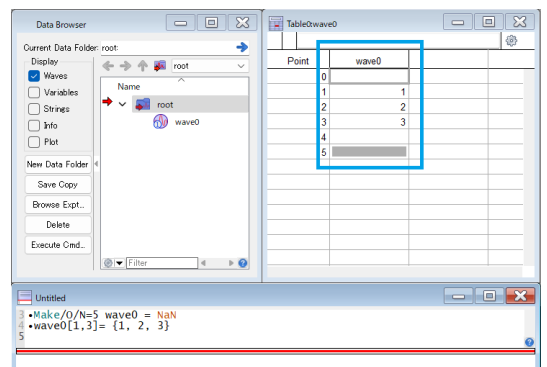 Data Browser
Current Data Folder: root:
Display
Waves
Variables
Strings
Info
Plot
New Data Folder
Save Copy
Browse Expt...
Delete
Execute Cmd...
root
Name
root
wave0
Filter
Table0:wave0
Point wave0
0
1 1
2 2
3 3
4
5
Untitled
3 •Make/O/N=5 wave0 = NaN
4 •wave0[1,3]= {1, 2, 3}
5